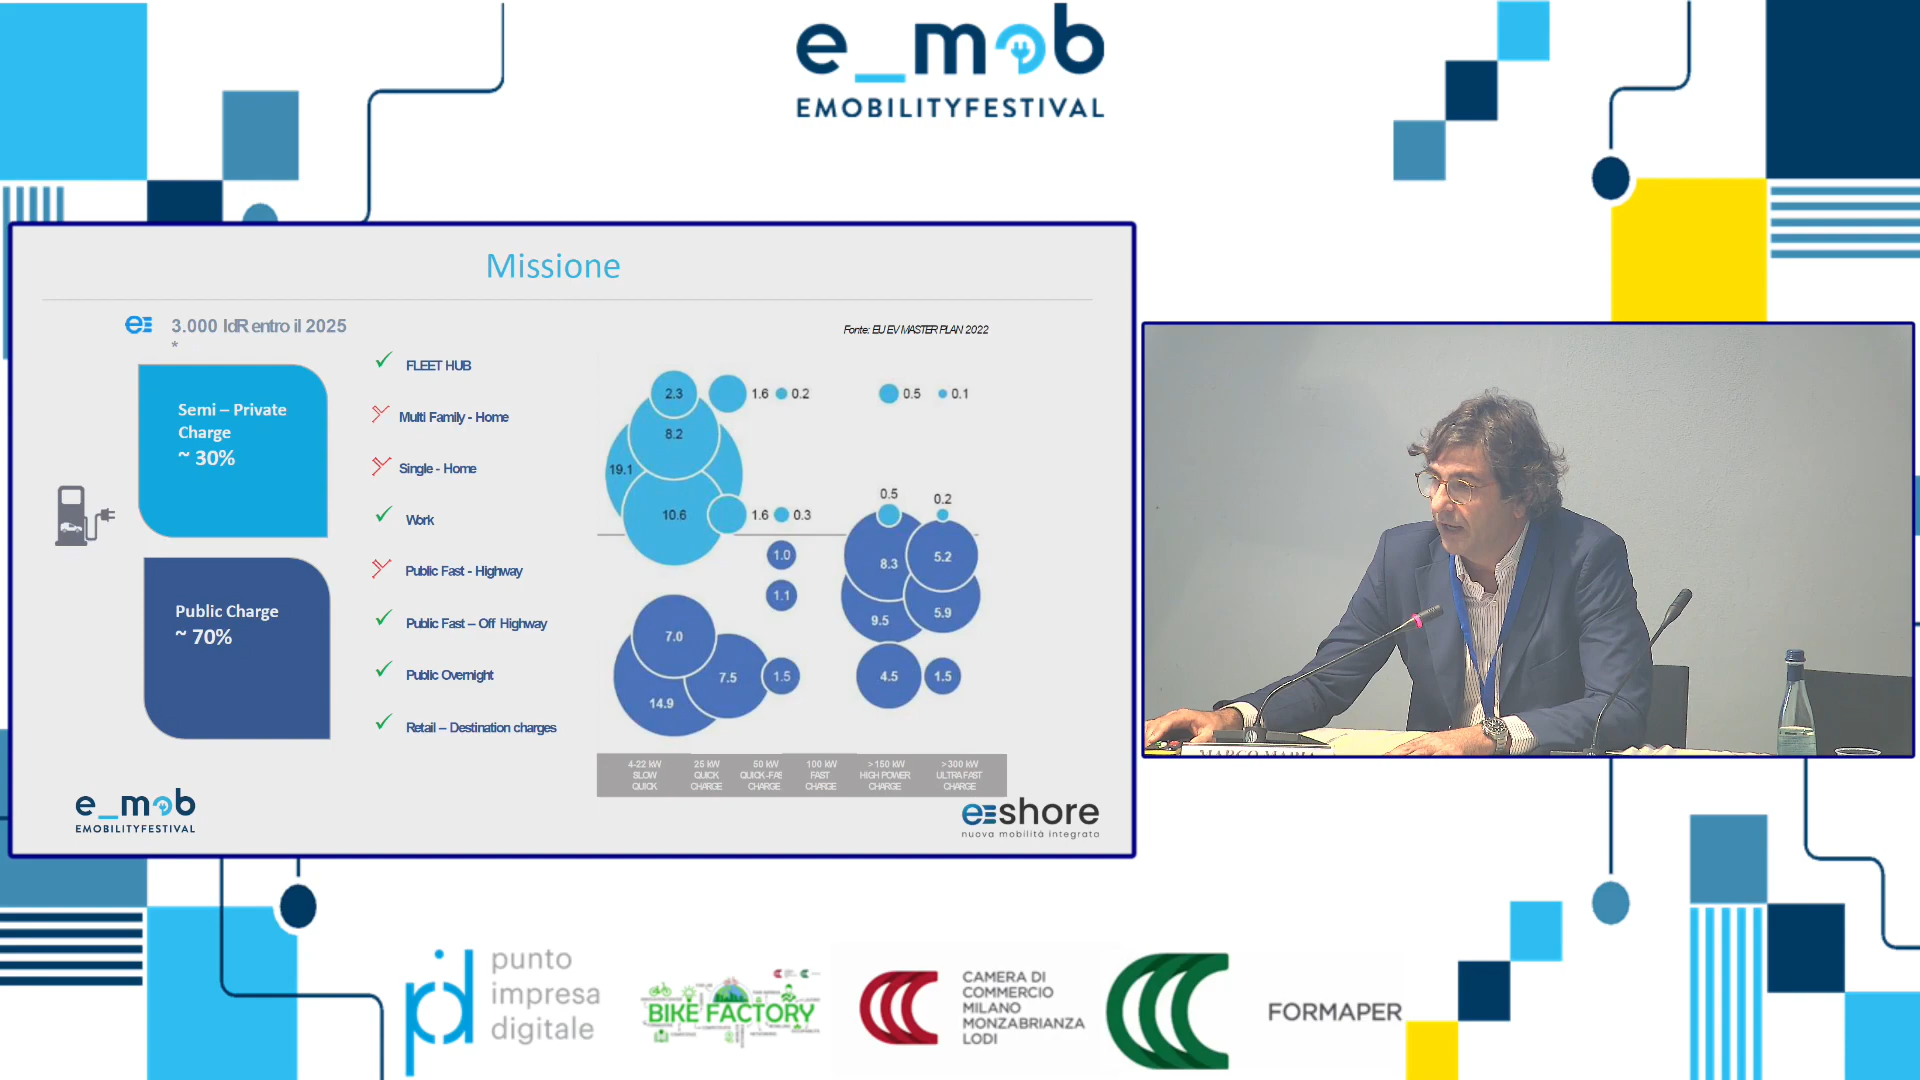 e_mob
EMOBILITYFESTIVAL
Missione
3.000 IdR entro il 2025
*
Fonte: EU EV MASTER PLAN 2022
Semi – Private
Charge
~ 30%
Public Charge
~ 70%
FLEET HUB
Multi Family - Home
Single - Home
Work
Public Fast - Highway
Public Fast – Off Highway
Public Overnight
Retail – Destination charges
2.3 1.6 0.2 0.5 0.1
8.2
19.1
10.6 1.6 0.3 0.5 0.2
1.0 8.3 5.2
1.1 9.5 5.9
7.0
14.9 7.5 1.5 4.5 1.5
4-22 kW
SLOW
QUICK
25 kW
QUICK
CHARGE
50 kW
QUICK-FAS
CHARGE
100 kW
FAST
CHARGE
>150 kW
HIGH POWER
CHARGE
>300 kW
ULTRA FAST
CHARGE
e_mob
EMOBILITYFESTIVAL
eshore
nuova mobilità integrata
MARCO MARIA
pid
punto
impresa
digitale
BIKE FACTORY
CAMERA DI
COMMERCIO
MILANO
MONZABRIANZA
LODI
FORMAPER